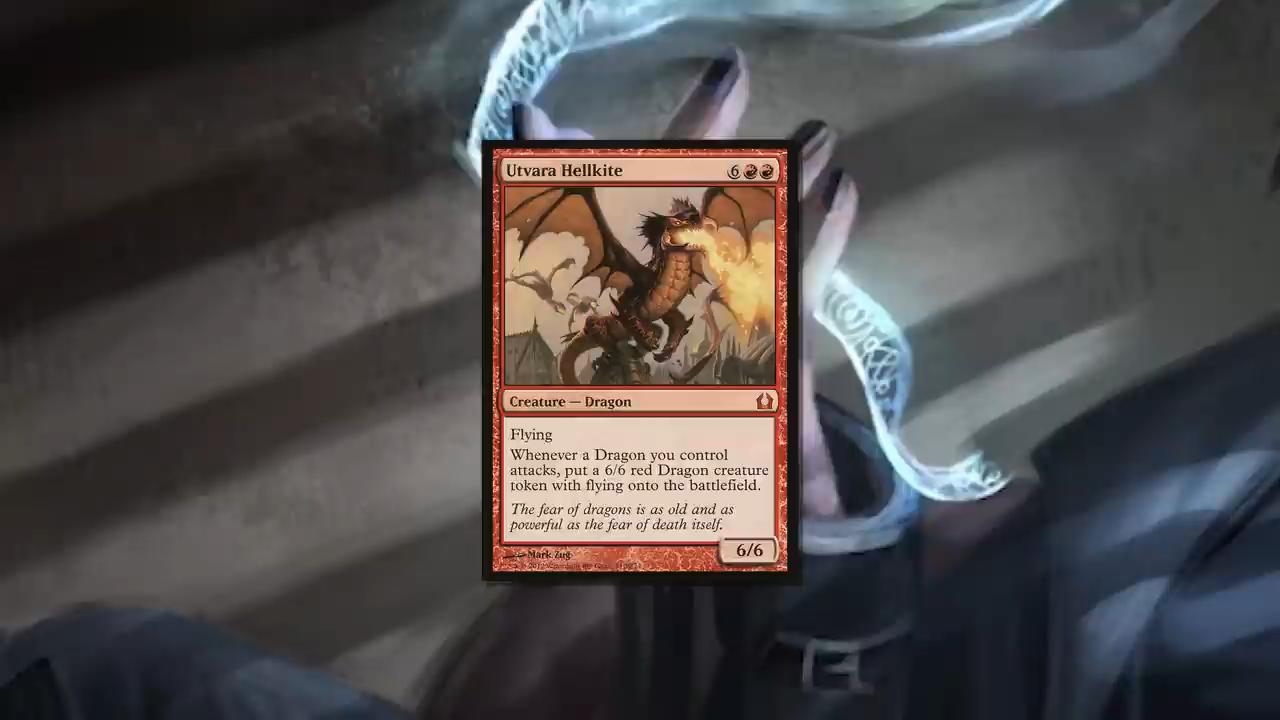 Utvara Hellkite 6
Creature — Dragon
Flying
Whenever a Dragon you control
attacks, put a 6/6 red Dragon creature
token with flying onto the battlefield.
The fear of dragons is as old and as
powerful as the fear of death itself.
6/6
Mark Zug